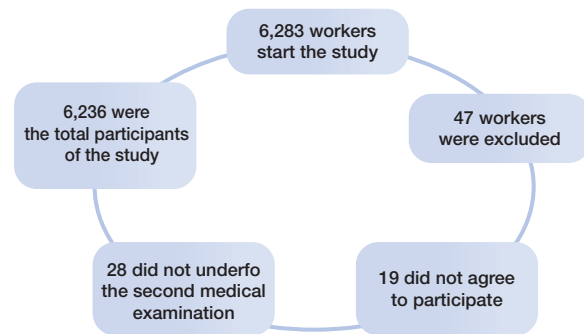 6,283 workers
start the study
47 workers
were excluded
19 did not agree
to participate
28 did not underfo
the second medical
examination
6,236 were
the total participants
of the study